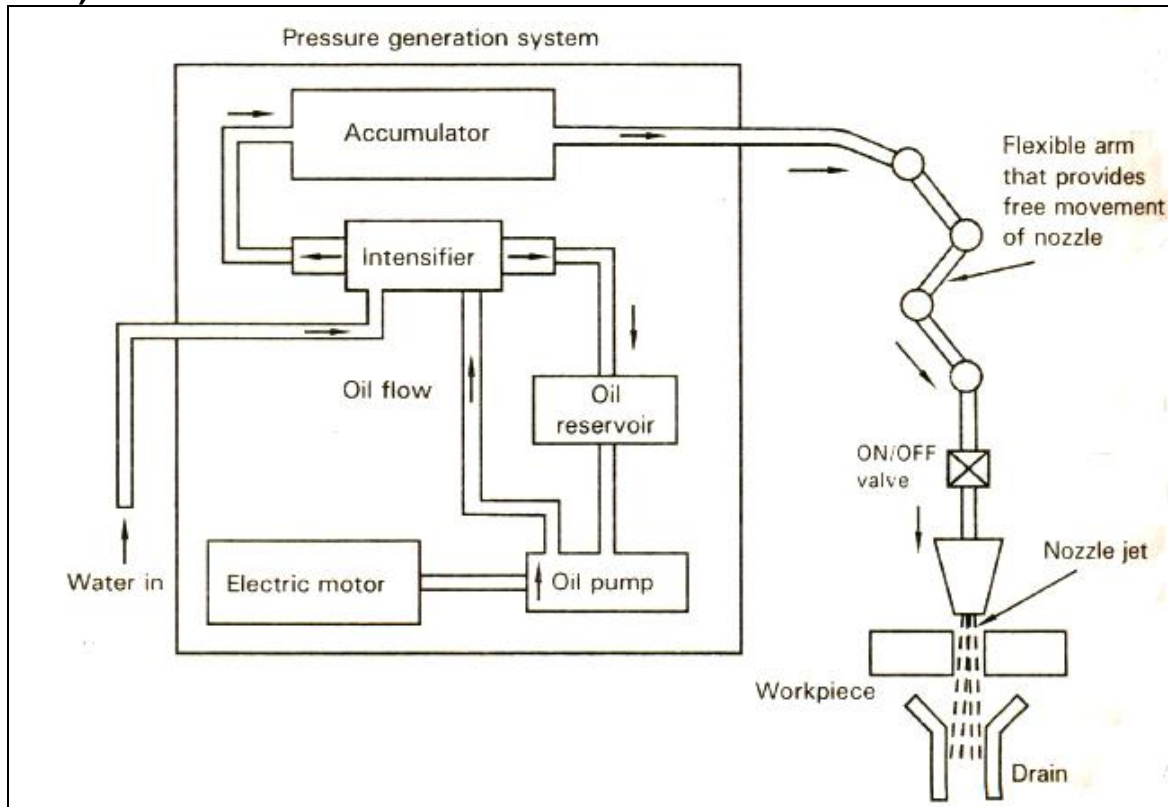 Pressure generation system
Accumulator
Flexible arm
that provides
free movement
of nozzle
Intensifier
Oil flow
Oil
reservoir
ON/OFF
valve
Water in
Electric motor
Oil pump
Nozzle jet
Workpiece
Drain